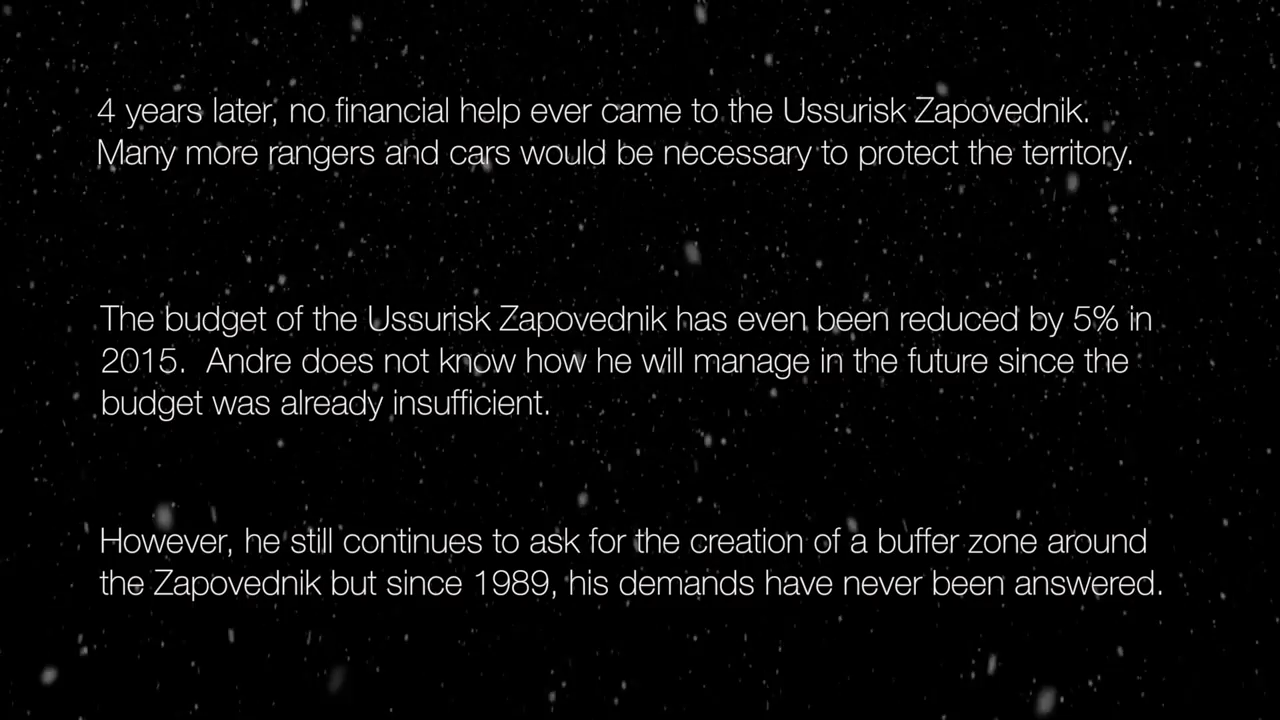 4 years later, no financial help ever came to the Ussurisk Zapovednik.
Many more rangers and cars would be necessary to protect the territory.
The budget of the Ussurisk Zapovednik has even been reduced by 5% in
2015.  Andre does not know how he will manage in the future since the
budget was already insufficient.
However, he still continues to ask for the creation of a buffer zone around
the Zapovednik but since 1989, his demands have never been answered.